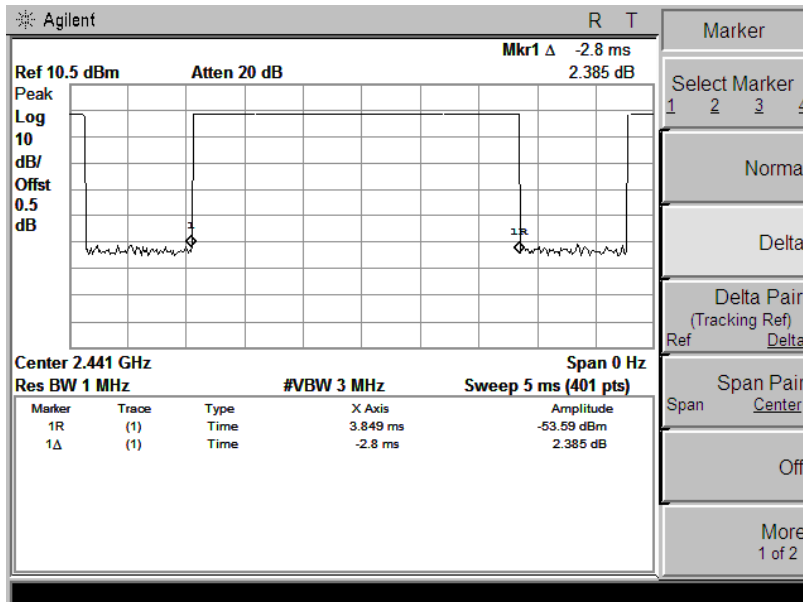 Agilent R T
Mkr1 Δ -2.8 ms
Ref 10.5 dBm Atten 20 dB 2.385 dB
Peak
Log
10
dB/
Offst
0.5
dB
1
1R
Center 2.441 GHz Span 0 Hz
Res BW 1 MHz #VBW 3 MHz Sweep 5 ms (401 pts)
Marker Trace Type X Axis Amplitude
1R (1) Time 3.849 ms -53.59 dBm
1Δ (1) Time -2.8 ms 2.385 dB
Marker
Select Marker
1 2 3 4
Norma
Delta
Delta Pair
(Tracking Ref)
Ref Delta
Span Pair
Span Center
Off
More
1 of 2